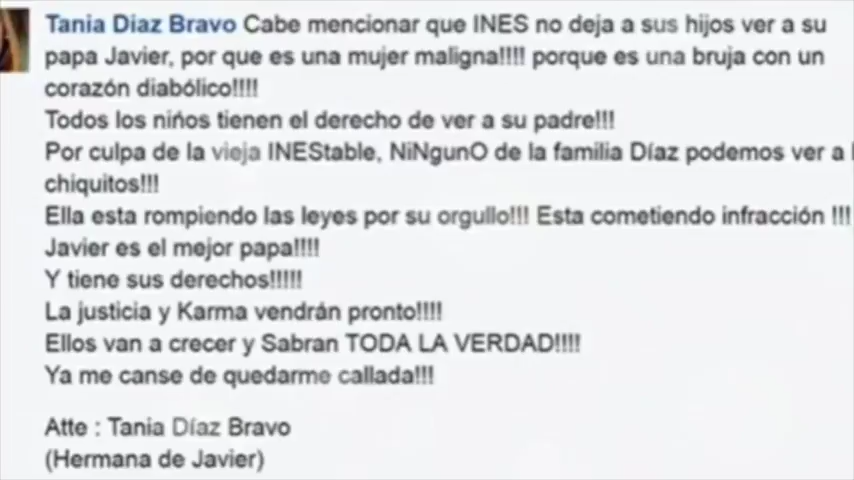 Tania Diaz Bravo Cabe mencionar que INES no deja a sus hijos ver a su
papa Javier, por que es una mujer maligna!!!! porque es una bruja con un
corazón diabólico!!!!
Todos los niños tienen el derecho de ver a su padre!!!
Por culpa de la vieja INEStable, NiNgunO de la familia Díaz podemos ver a
chiquitos!!!
Ella esta rompiendo las leyes por su orgullo!!! Esta cometiendo infracción !!!
Javier es el mejor papa!!!!
Y tiene sus derechos!!!!!
La justicia y Karma vendrán pronto!!!!
Ellos van a crecer y Sabran TODA LA VERDAD!!!!
Ya me canse de quedarme callada!!!
Atte : Tania Díaz Bravo
(Hermana de Javier)